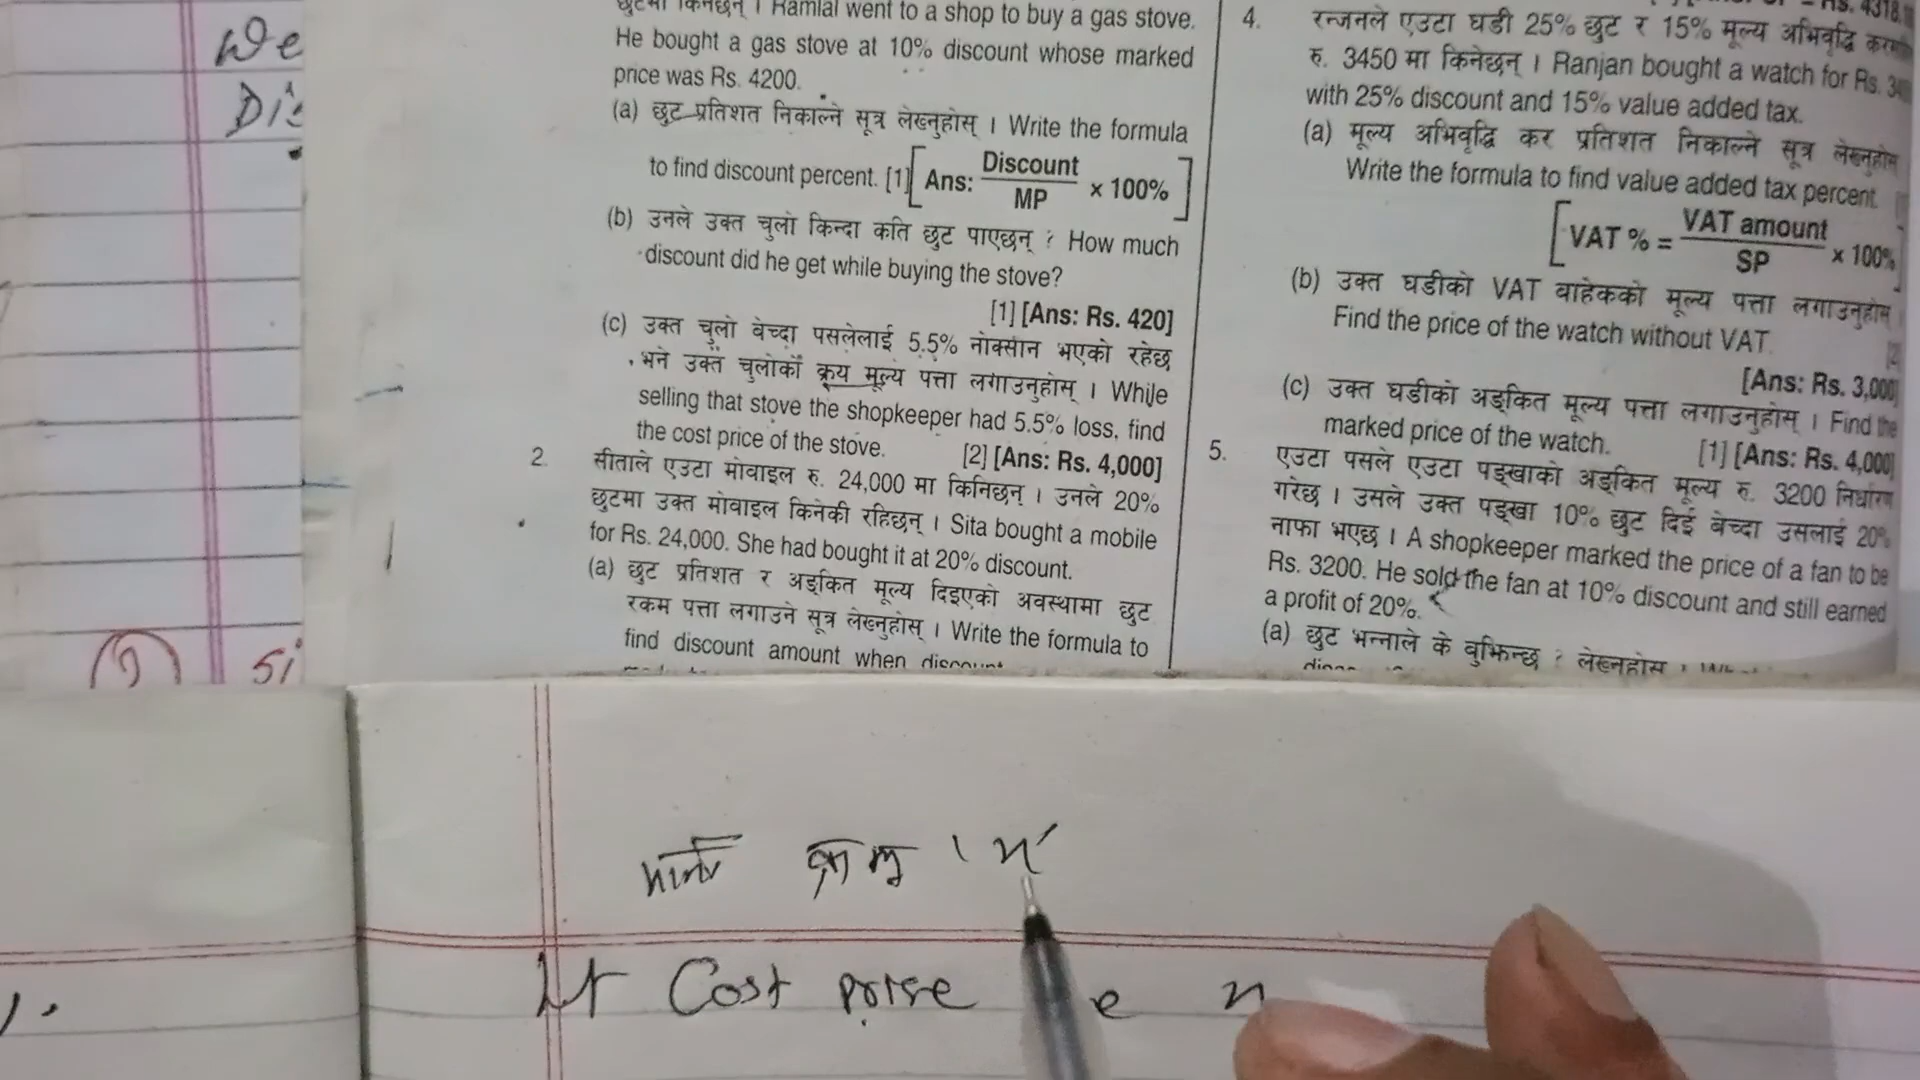 We
Dis
छुटमा किनेछन् । Ramlal went to a shop to buy a gas stove.
He bought a gas stove at 10% discount whose marked
price was Rs. 4200.
(a) छुट प्रतिशत निकाल्ने सूत्र लेख्नुहोस् । Write the formula
to find discount percent. [1] [Ans: Discount / MP × 100%]
(b) उनले उक्त चुलो किन्दा कति छुट पाएछन् ? How much
discount did he get while buying the stove?
[1] [Ans: Rs. 420]
(c) उक्त चुलो बेच्दा पसलेलाई 5.5% नोक्सान भएको रहेछ
भने उक्त चुलोको क्रय मूल्य पत्ता लगाउनुहोस् । While
selling that stove the shopkeeper had 5.5% loss, find
the cost price of the stove. [2] [Ans: Rs. 4,000]
2. सीताले एउटा मोबाइल रु. 24,000 मा किनिछन् । उनले 20%
छुटमा उक्त मोबाइल किनेकी रहिछन् । Sita bought a mobile
for Rs. 24,000. She had bought it at 20% discount.
(a) छुट प्रतिशत र अङ्कित मूल्य दिइएको अवस्थामा छुट
रकम पत्ता लगाउने सूत्र लेख्नुहोस् । Write the formula to
find discount amount when discount
Rs. 4318.
4. रन्जनले एउटा घडी 25% छुट र 15% मूल्य अभिवृद्धि
रु. 3450 मा किनेछन् । Ranjan bought a watch for Rs.
with 25% discount and 15% value added tax.
(a) मूल्य अभिवृद्धि कर प्रतिशत निकाल्ने सूत्र लेख्नुहोस्
Write the formula to find value added tax percent.
[VAT % = VAT amount / SP × 100%
(b) उक्त घडीको VAT बाहेकको मूल्य पत्ता लगाउनुहोस्
Find the price of the watch without VAT.
[2]
[Ans: Rs. 3,000]
(c) उक्त घडीको अङ्कित मूल्य पत्ता लगाउनुहोस् । Find the
marked price of the watch. [1] [Ans: Rs. 4,000]
5. एउटा पसले एउटा पङ्खाको अङ्कित मूल्य रु. 3200 निर्धारण
गरेछ । उसले उक्त पङ्खा 10% छुट दिई बेच्दा उसलाई 20%
नाफा भएछ । A shopkeeper marked the price of a fan to be
Rs. 3200. He sold the fan at 10% discount and still earned
a profit of 20%.
(a) छुट भन्नाले के बुझिन्छ ? लेख्नुहोस्
Si
क्र मु x
Cost price e x